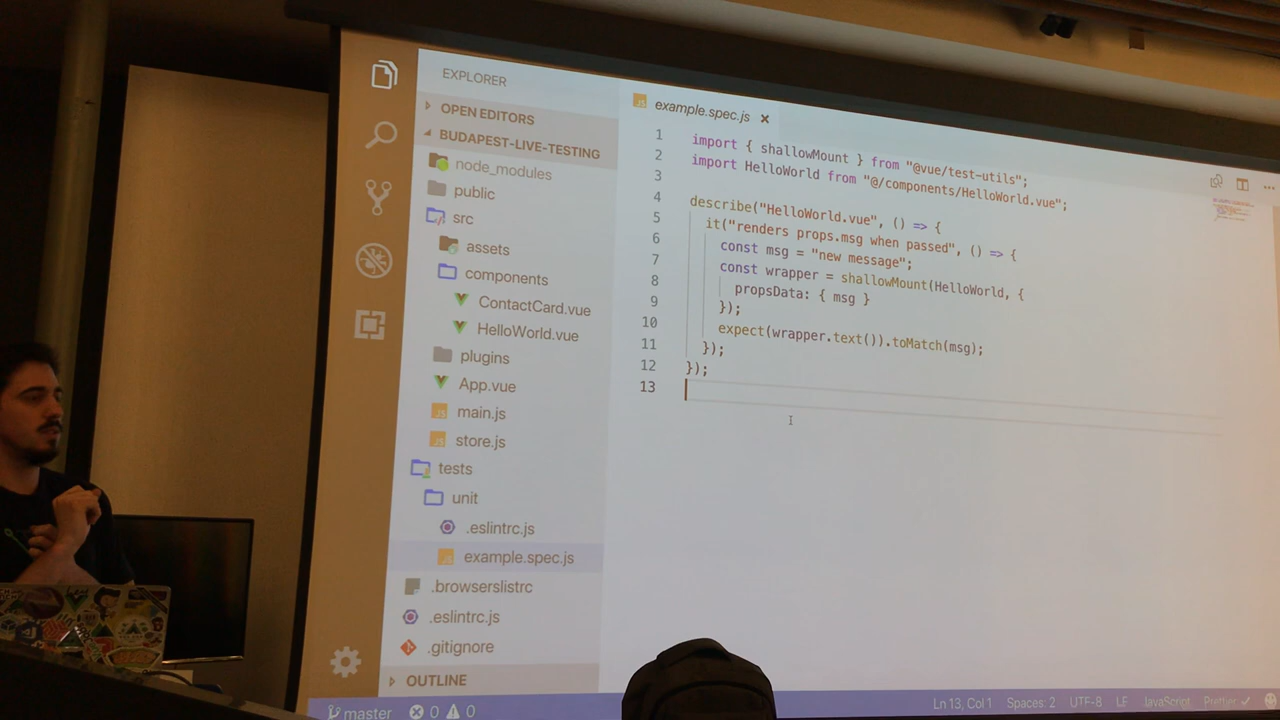 EXPLORER
OPEN EDITORS
BUDAPEST-LIVE-TESTING
node_modules
public
src
assets
components
ContactCard.vue
HelloWorld.vue
plugins
App.vue
JS main.js
JS store.js
tests
unit
.eslintrc.js
JS example.spec.js
.browserslistrc
.eslintrc.js
.gitignore
OUTLINE
JS example.spec.js ×
1 import { shallowMount } from "@vue/test-utils";
2 import HelloWorld from "@/components/HelloWorld.vue";
3
4 describe("HelloWorld.vue", () => {
5 it("renders props.msg when passed", () => {
6 const msg = "new message";
7 const wrapper = shallowMount(HelloWorld, {
8 propsData: { msg }
9 });
10 expect(wrapper.text()).toMatch(msg);
11 });
12 });
13
master 0 0 Ln 13, Col 1 Spaces: 2 UTF-8 LF JavaScript Prettier ✓